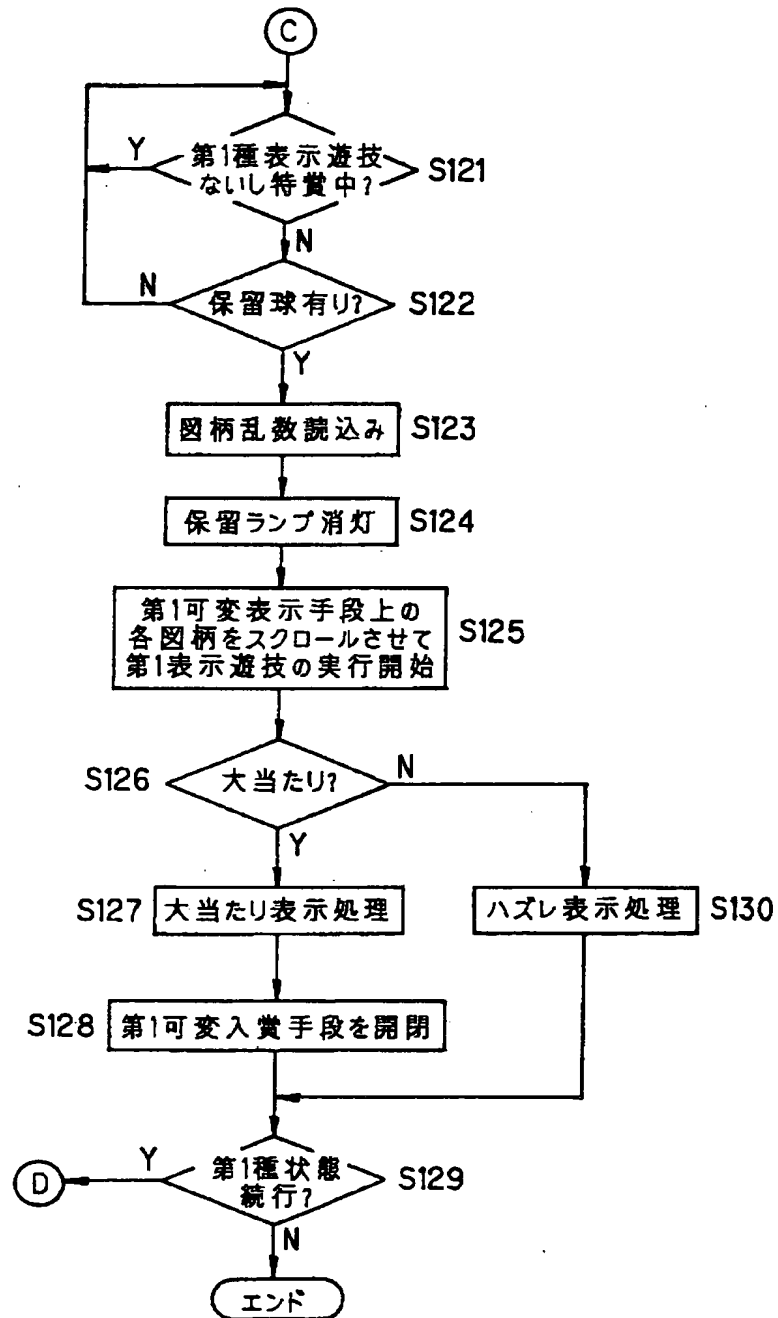 C
第1種表示遊技
ないし特賞中?
Y
S121
N
保留球有り?
N
S122
Y
図柄乱数読込み
S123
保留ランプ消灯
S124
第1可変表示手段上の
各図柄をスクロールさせて
第1表示遊技の実行開始
S125
S126
大当たり?
N
Y
S127
大当たり表示処理
ハズレ表示処理
S130
S128
第1可変入賞手段を開閉
Y
D
第1種状態
続行?
S129
N
エンド